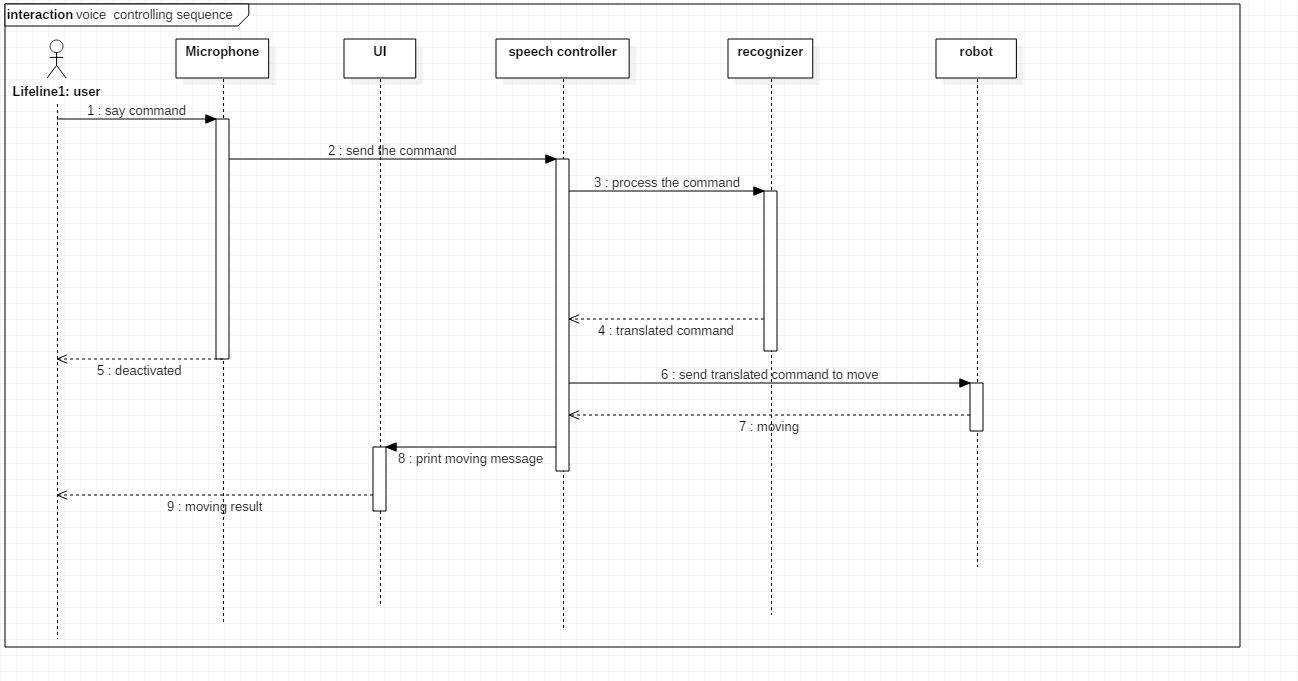 interaction voice controlling sequence
Microphone
UI
speech controller
recognizer
robot
Lifeline1: user
1 : say command
2 : send the command
3 : process the command
4 : translated command
5 : deactivated
6 : send translated command to move
7 : moving
8 : print moving message
9 : moving result